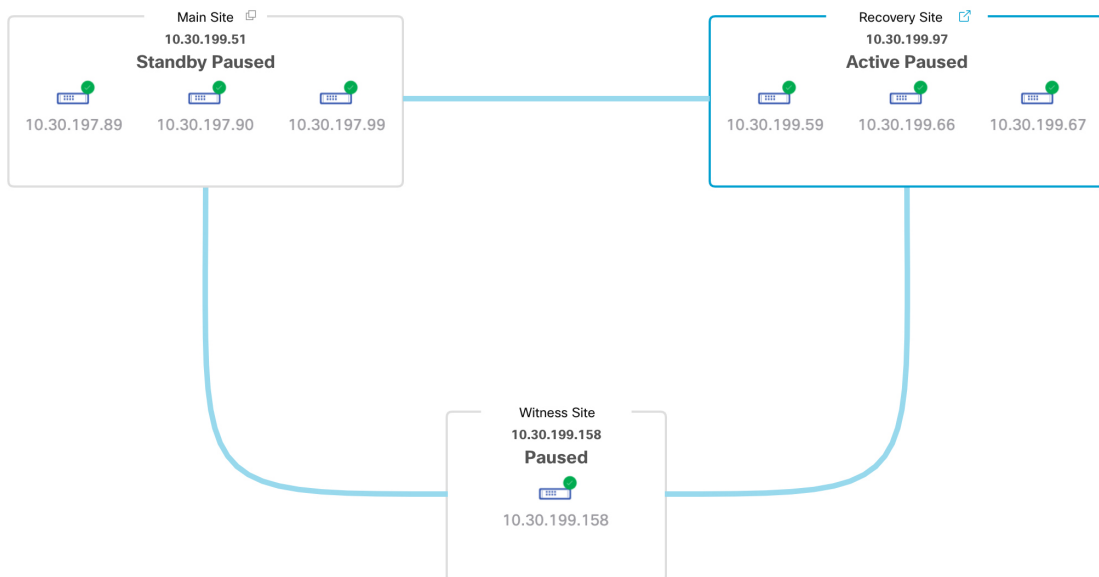 Main Site
10.30.199.51
Standby Paused
10.30.197.89 10.30.197.90 10.30.197.99
Recovery Site
10.30.199.97
Active Paused
10.30.199.59 10.30.199.66 10.30.199.67
Witness Site
10.30.199.158
Paused
10.30.199.158